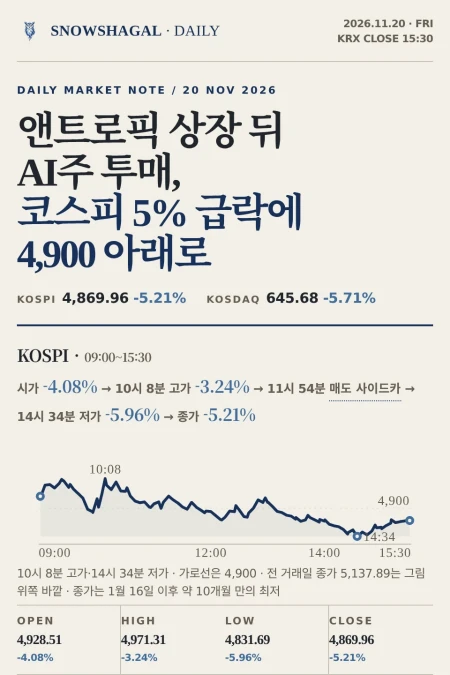 SNOWSHAGAL · DAILY
2026.11.20 · FRI
KRX CLOSE 15:30
DAILY MARKET NOTE / 20 NOV 2026
앤트로픽 상장 뒤
AI주 투매,
코스피 5% 급락에
4,900 아래로
KOSPI 4,869.96 -5.21% KOSDAQ 645.68 -5.71%
KOSPI · 09:00~15:30
시가 -4.08% → 10시 8분 고가 -3.24% → 11시 54분 매도 사이드카 →
14시 34분 저가 -5.96% → 종가 -5.21%
10:08
4,900
14:34
09:00 12:00 14:00 15:30
10시 8분 고가·14시 34분 저가 · 가로선은 4,900 · 전 거래일 종가 5,137.89는 그림
위쪽 바깥 · 종가는 1월 16일 이후 약 10개월 만의 최저
OPEN HIGH LOW CLOSE
4,928.51 4,971.31 4,831.69 4,869.96
-4.08% -3.24% -5.96% -5.21%